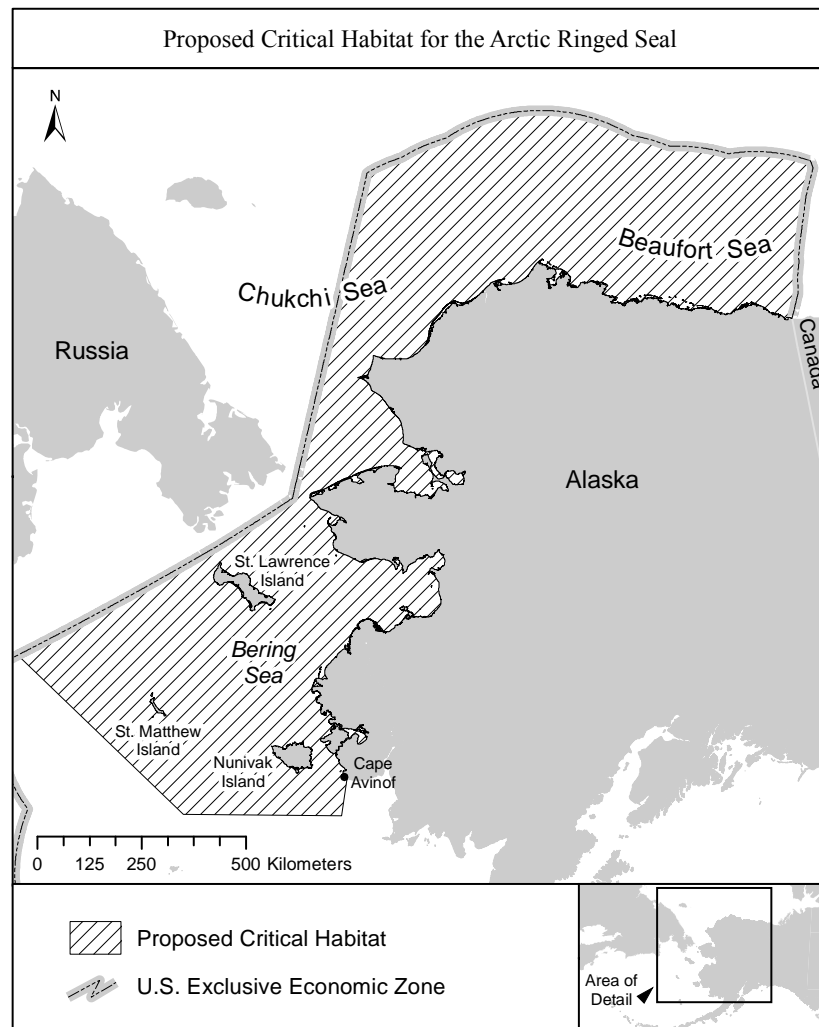 Proposed Critical Habitat for the Arctic Ringed Seal
N
Beaufort Sea
Chukchi Sea
Russia
Canada
Alaska
St. Lawrence
Island
Bering
Sea
St. Matthew
Island
Nunivak
Island
Cape
Avinof
0 125 250 500 Kilometers
Proposed Critical Habitat
U.S. Exclusive Economic Zone
Area of
Detail